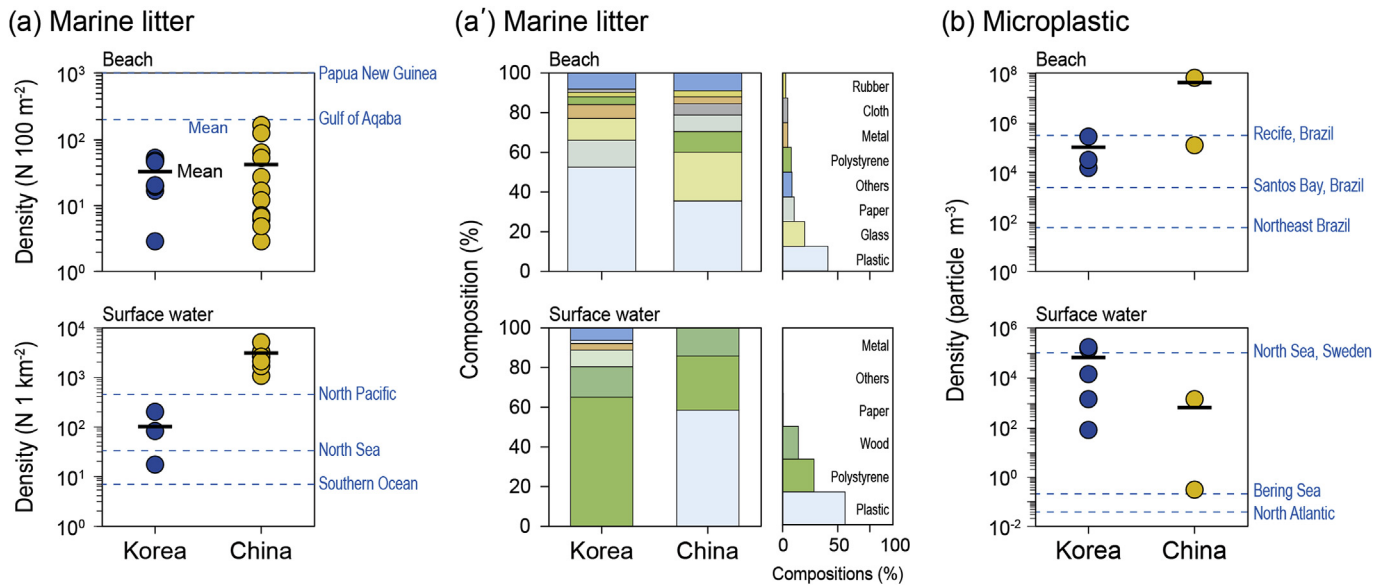 (a) Marine litter
Beach
Density (N 100 m⁻²)
10³
10²
10¹
10⁰
Papua New Guinea
Gulf of Aqaba
Mean
Mean
Surface water
Density (N 1 km⁻²)
10⁴
10³
10²
10¹
10⁰
North Pacific
North Sea
Southern Ocean
Korea
China
(a′) Marine litter
Beach
Composition (%)
100
80
60
40
20
0
Rubber
Cloth
Metal
Polystyrene
Others
Paper
Glass
Plastic
Surface water
100
80
60
40
20
0
Metal
Others
Paper
Wood
Polystyrene
Plastic
Korea
China
0 50 100
Compositions (%)
(b) Microplastic
Beach
Density (particle m⁻³)
10⁸
10⁶
10⁴
10²
10⁰
Recife, Brazil
Santos Bay, Brazil
Northeast Brazil
Surface water
10⁶
10⁴
10²
10⁰
10⁻²
North Sea, Sweden
Bering Sea
North Atlantic
Korea
China